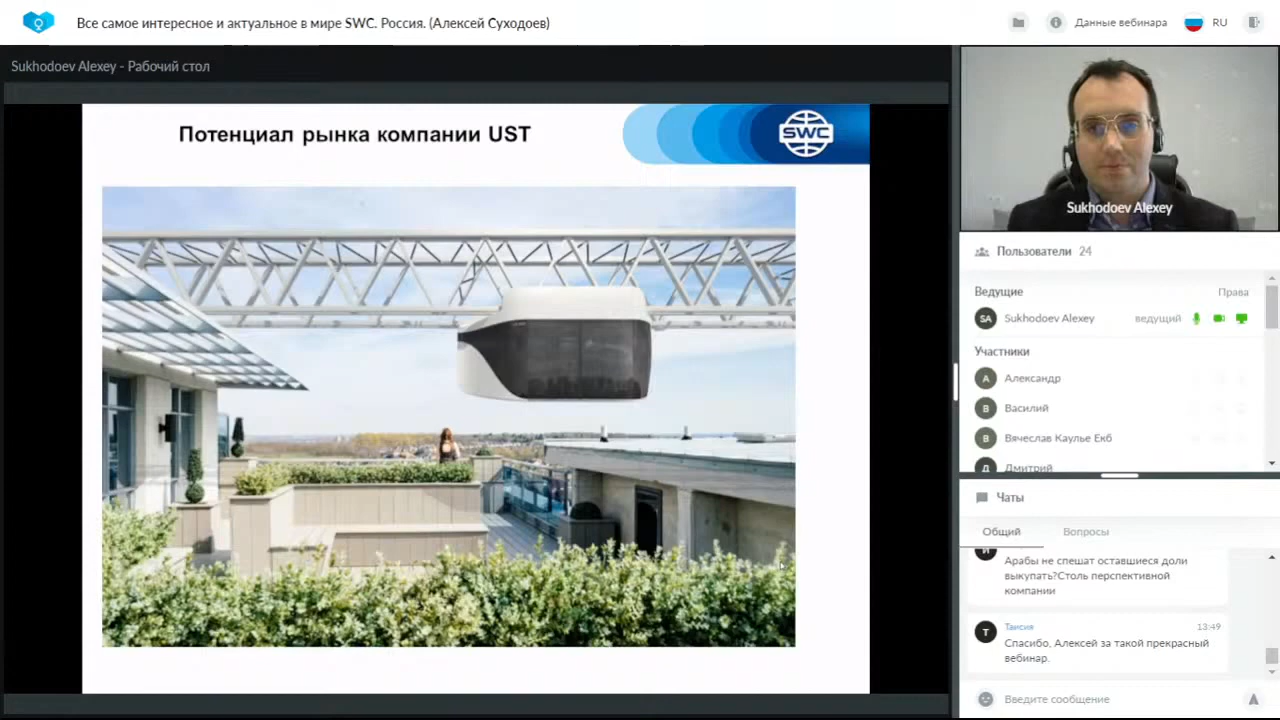 Все самое интересное и актуальное в мире SWC. Россия. (Алексей Суходоев)
Данные вебинара
RU
Sukhodoev Alexey - Рабочий стол
Потенциал рынка компании UST
SWC
Sukhodoev Alexey
Пользователи 24
Ведущие
Права
SA Sukhodoev Alexey ведущий
Участники
А Александр
В Василий
В Вячеслав Каулье Екб
Д Дмитрий
Чаты
Общий
Вопросы
И
Арабы не спешат оставшиеся доли
выкупать?Столь перспективной
компании
Т Таисия 13:49
Спасибо, Алексей за такой прекрасный
вебинар.
Введите сообщение